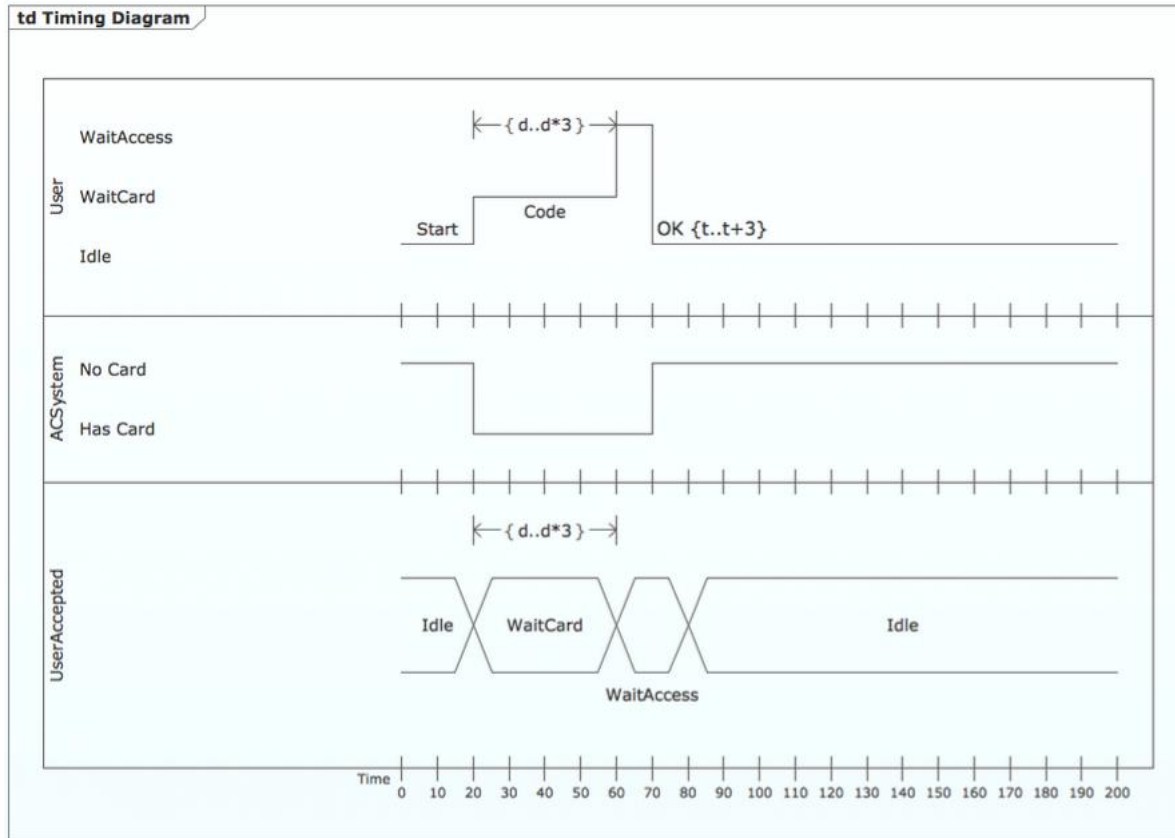 td Timing Diagram
User
WaitAccess
WaitCard
Idle
{ d..d*3 }
Start
Code
OK {t..t+3}
ACSystem
No Card
Has Card
UserAccepted
{ d..d*3 }
Idle
WaitCard
Idle
WaitAccess
Time
0 10 20 30 40 50 60 70 80 90 100 110 120 130 140 150 160 170 180 190 200